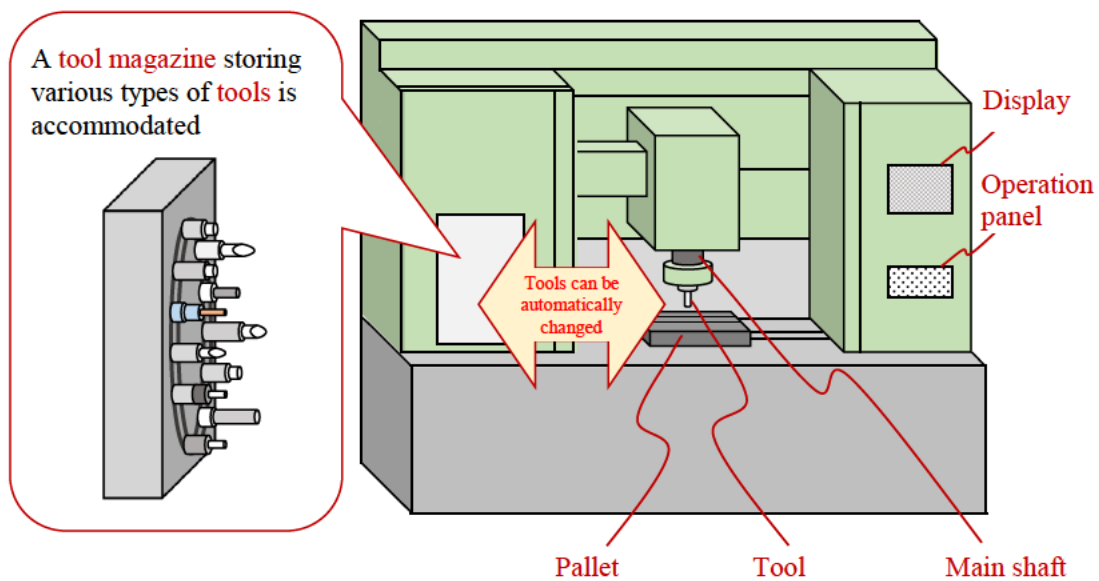 A tool magazine storing
various types of tools is
accommodated
Display
Operation
panel
Tools can be
automatically
changed
Pallet
Tool
Main shaft